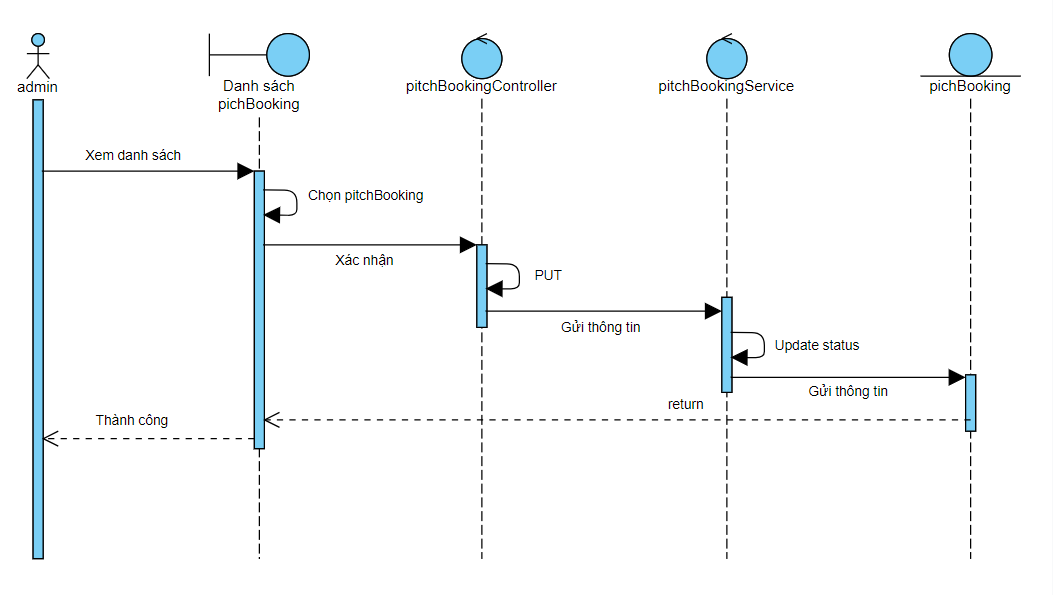 admin
Danh sách
pichBooking
pitchBookingController
pitchBookingService
pichBooking
Xem danh sách
Chọn pitchBooking
Xác nhận
PUT
Gửi thông tin
Update status
Gửi thông tin
return
Thành công